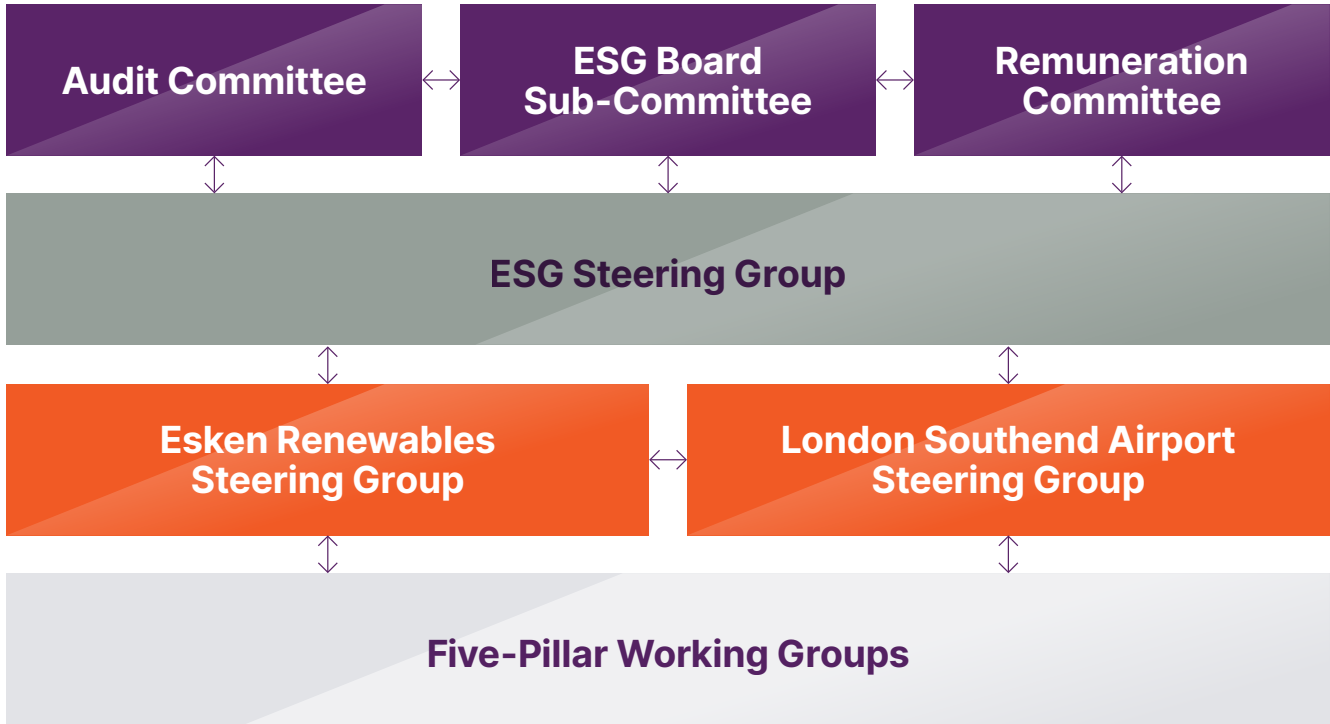 Audit Committee
ESG Board
Sub-Committee
Remuneration
Committee
ESG Steering Group
Esken Renewables
Steering Group
London Southend Airport
Steering Group
Five-Pillar Working Groups